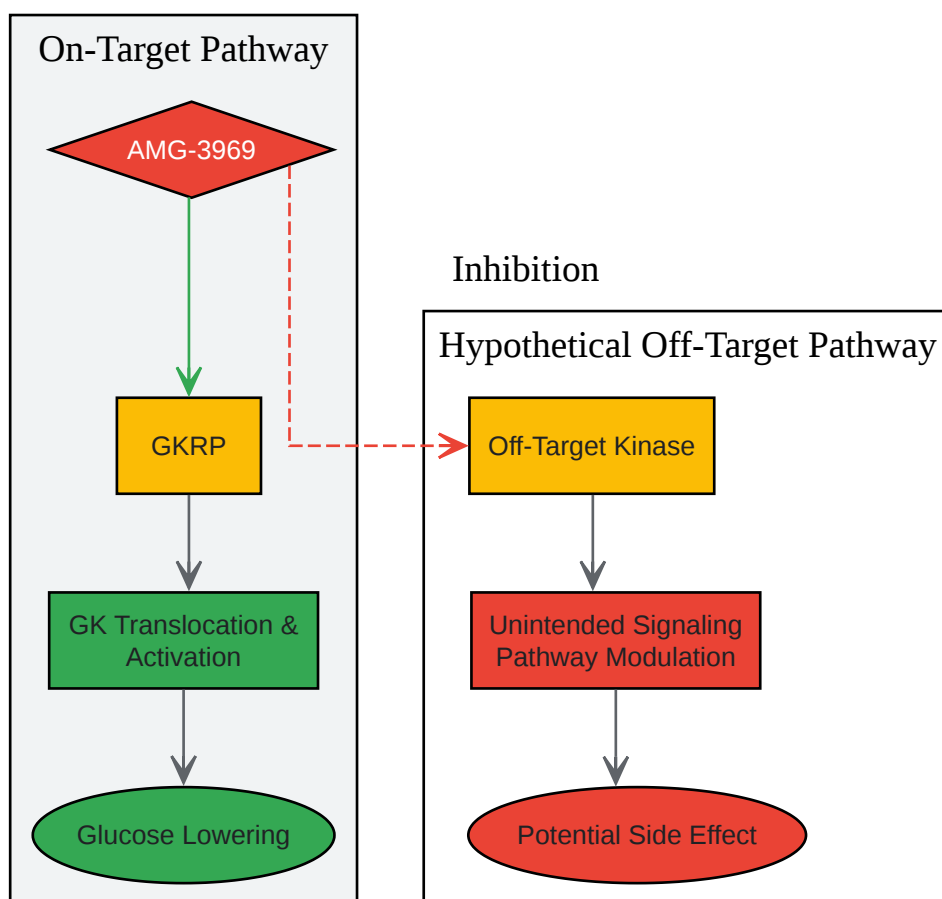 On-Target Pathway
AMG-3969
GKRP
GK Translocation &
Activation
Glucose Lowering
Inhibition
Hypothetical Off-Target Pathway
Off-Target Kinase
Unintended Signaling
Pathway Modulation
Potential Side Effect